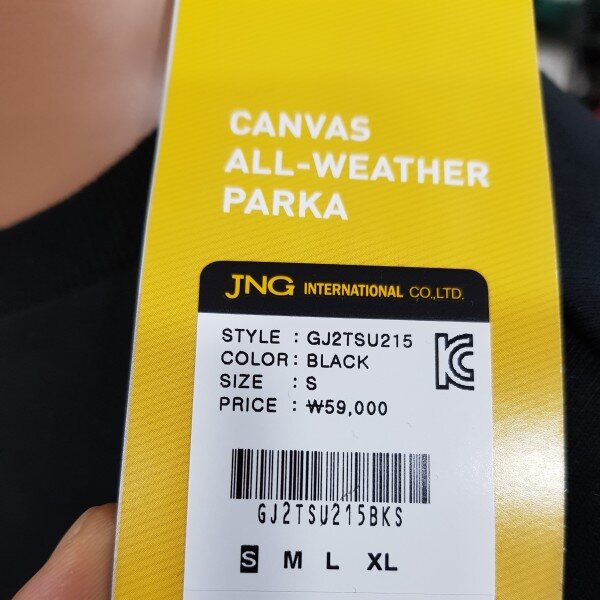 CANVAS
ALL-WEATHER
PARKA
JNG INTERNATIONAL CO.,LTD.
STYLE : GJ2TSU215
COLOR : BLACK
SIZE : S
PRICE : ₩59,000
GJ2TSU215BKS
S M L XL